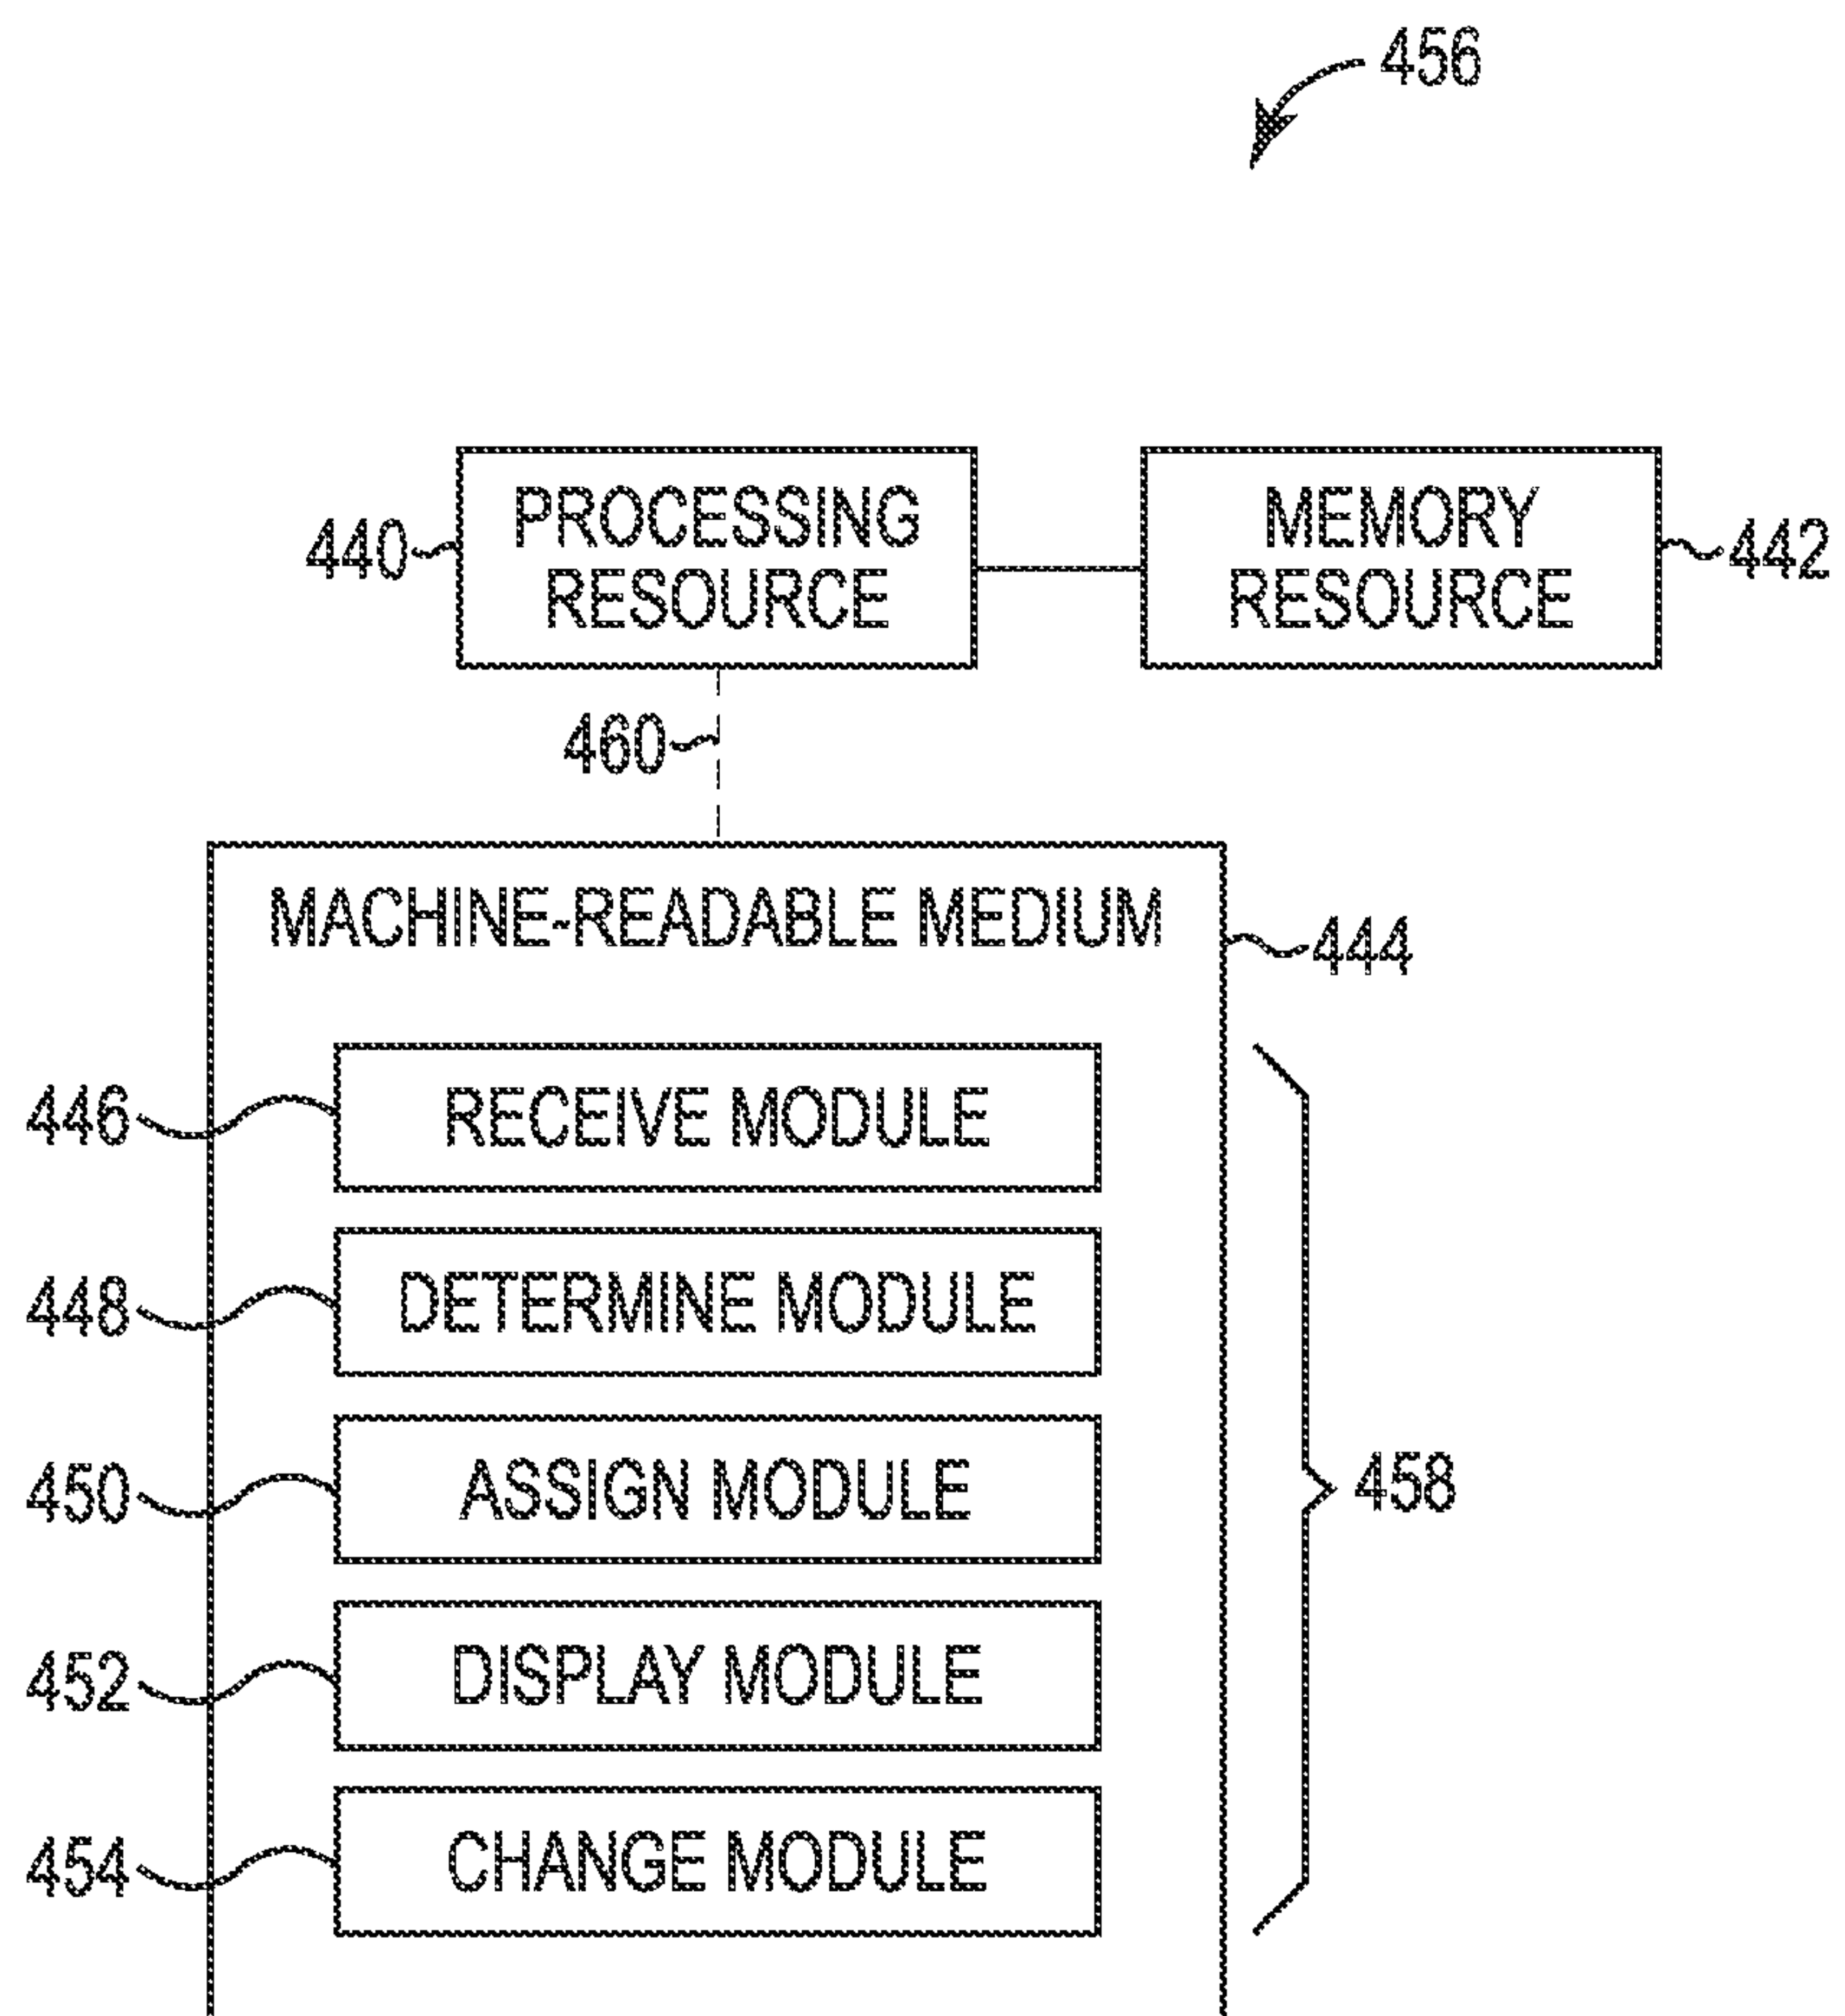 456
PROCESSING
RESOURCE
MEMORY
RESOURCE
440
442
460
MACHINE-READABLE MEDIUM
444
446
RECEIVE MODULE
448
DETERMINE MODULE
450
ASSIGN MODULE
458
452
DISPLAY MODULE
454
CHANGE MODULE